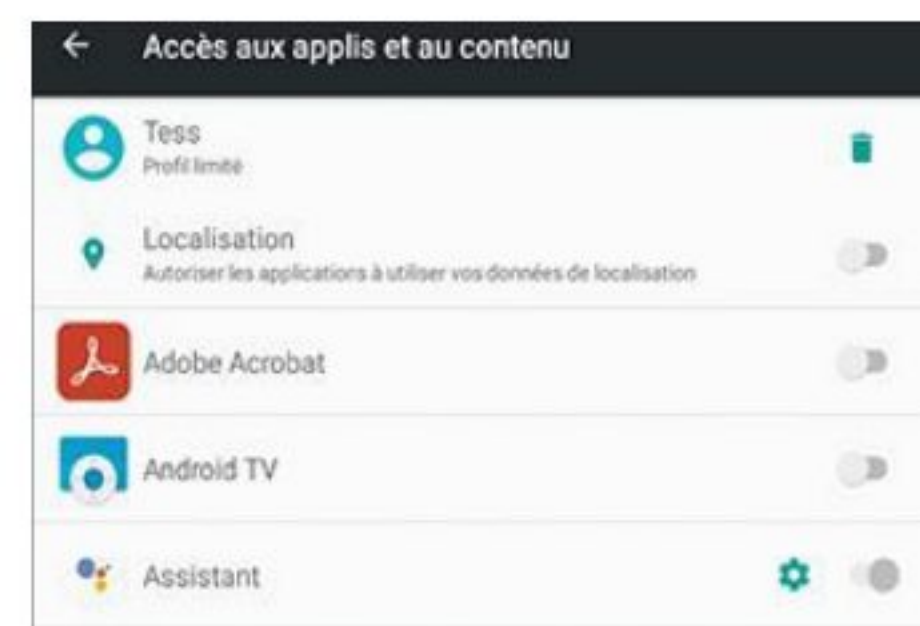 Accès aux applis et au contenu
Tess
Profil limité
Localisation
Autoriser les applications à utiliser vos données de localisation
Adobe Acrobat
Android TV
Assistant